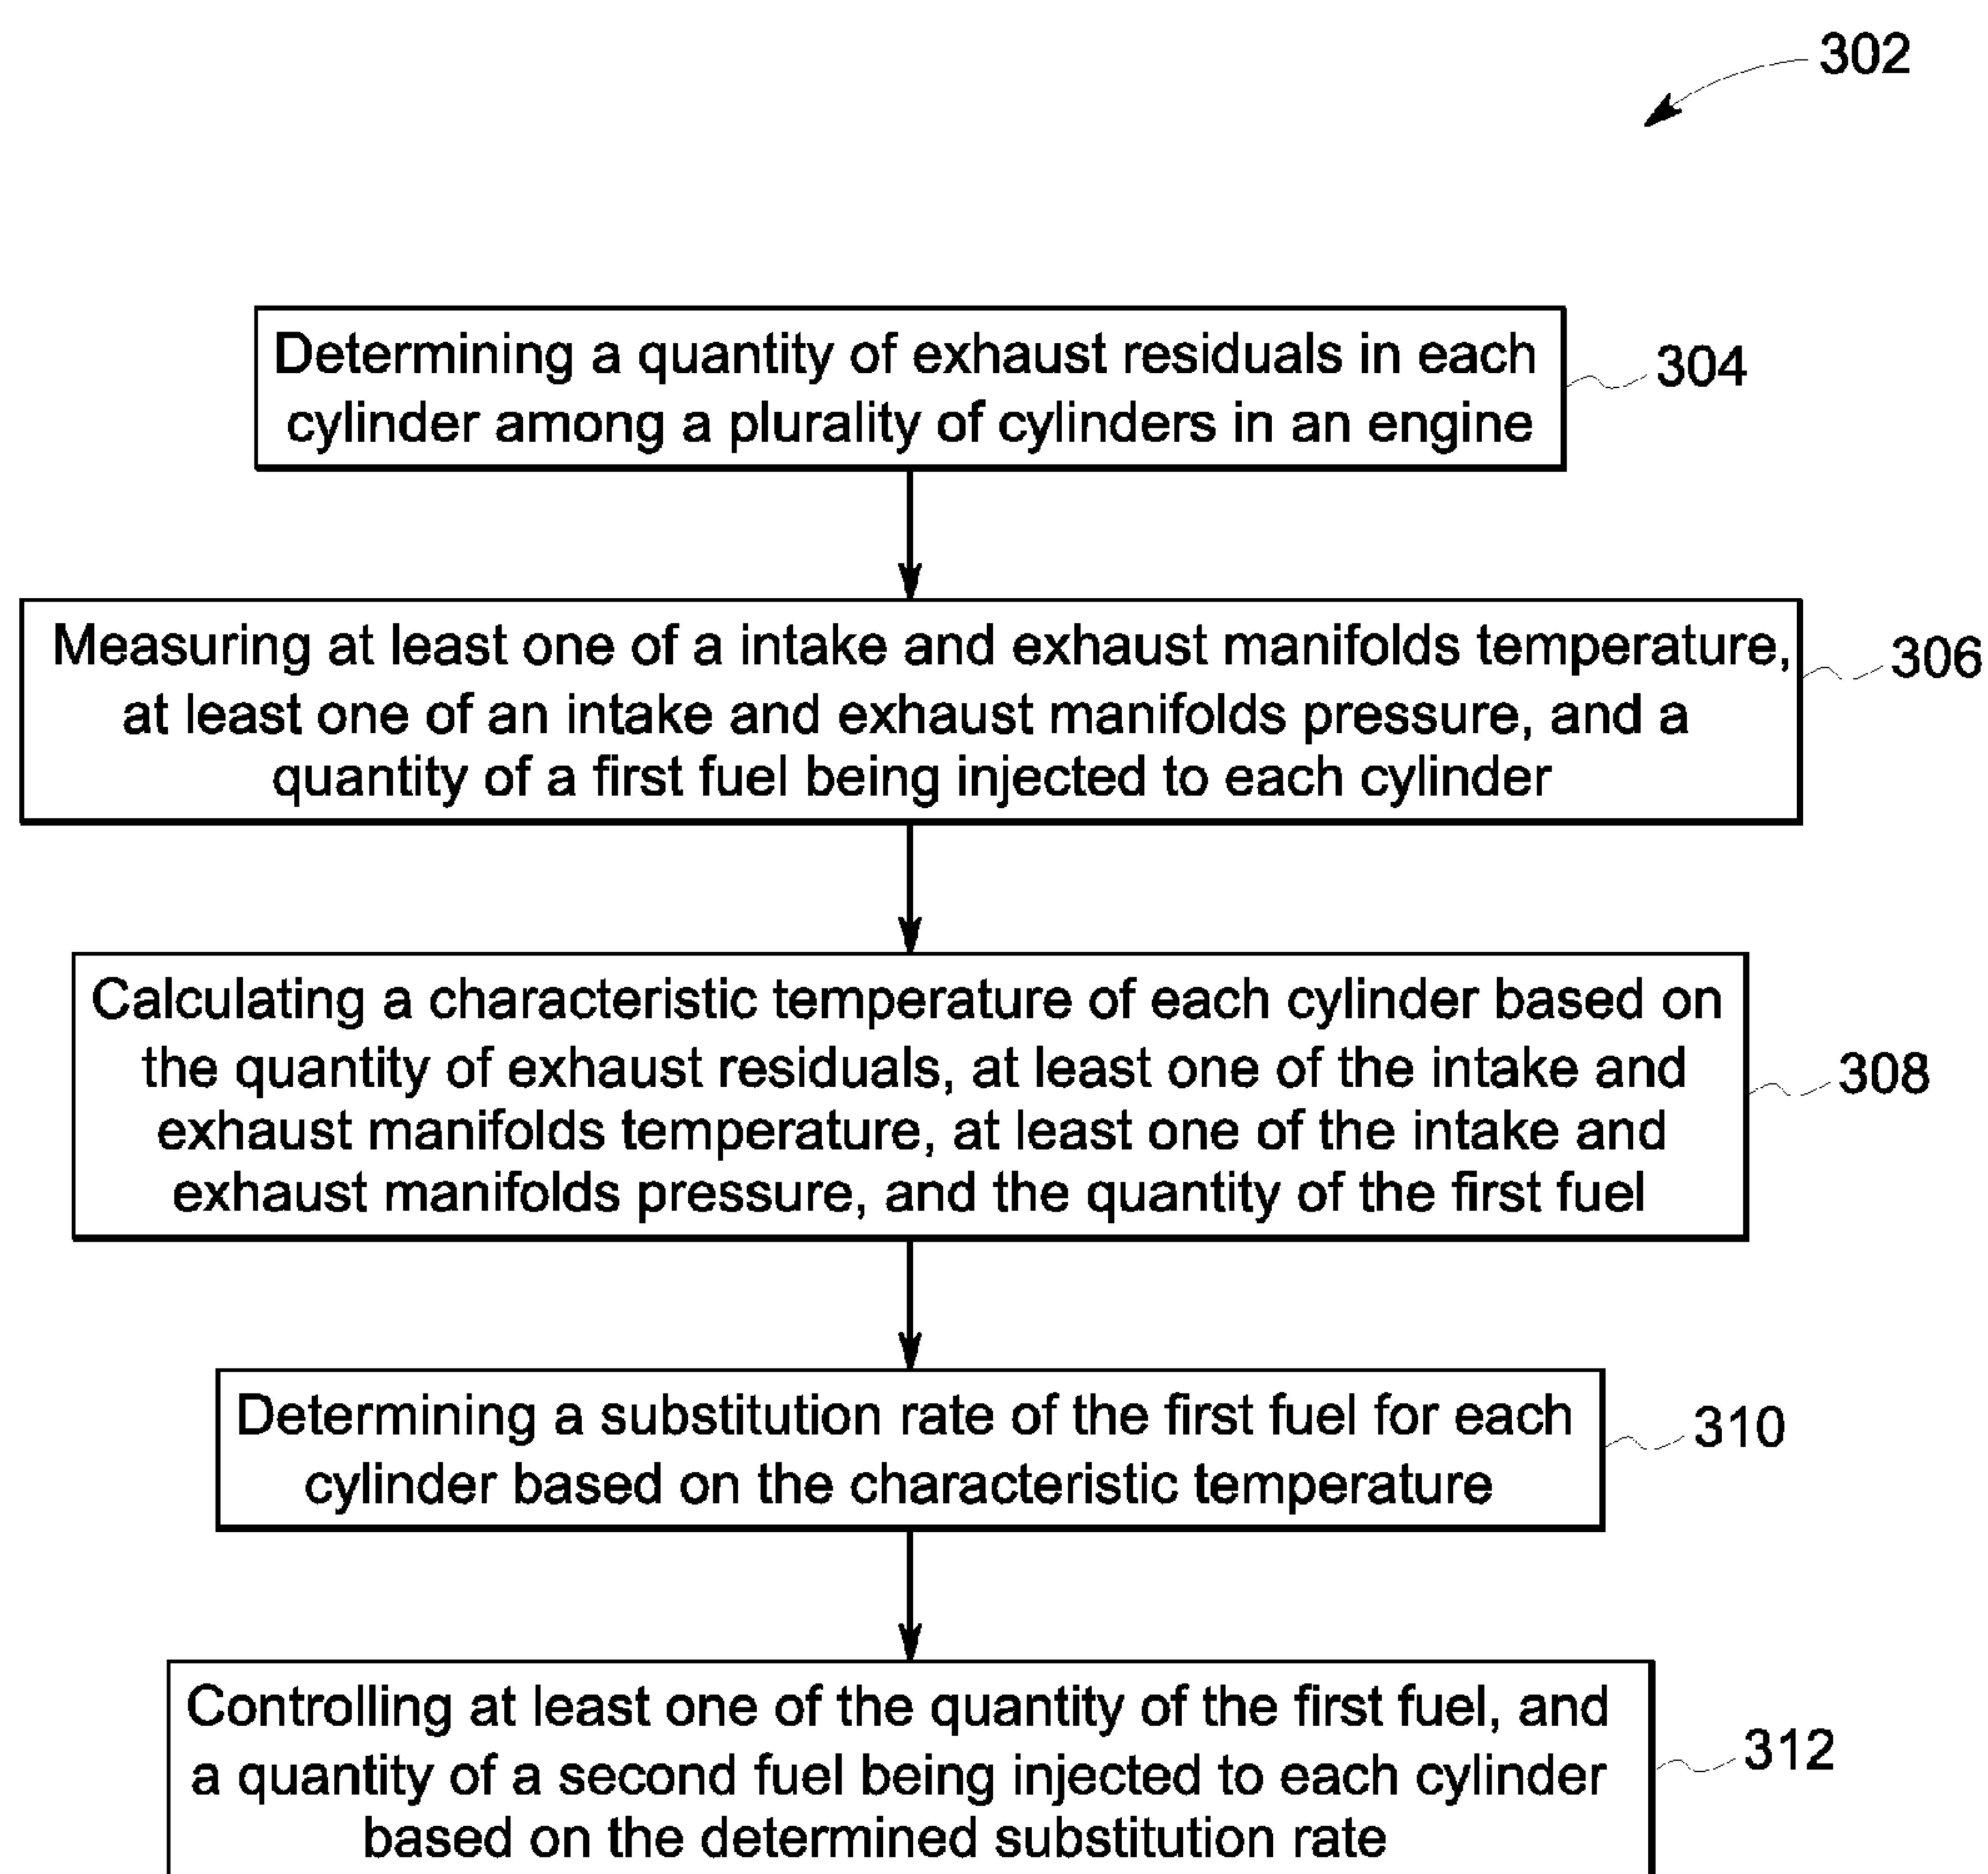 302
Determining a quantity of exhaust residuals in each
cylinder among a plurality of cylinders in an engine
304
Measuring at least one of a intake and exhaust manifolds temperature,
at least one of an intake and exhaust manifolds pressure, and a
quantity of a first fuel being injected to each cylinder
306
Calculating a characteristic temperature of each cylinder based on
the quantity of exhaust residuals, at least one of the intake and
exhaust manifolds temperature, at least one of the intake and
exhaust manifolds pressure, and the quantity of the first fuel
308
Determining a substitution rate of the first fuel for each
cylinder based on the characteristic temperature
310
Controlling at least one of the quantity of the first fuel, and
a quantity of a second fuel being injected to each cylinder
based on the determined substitution rate
312